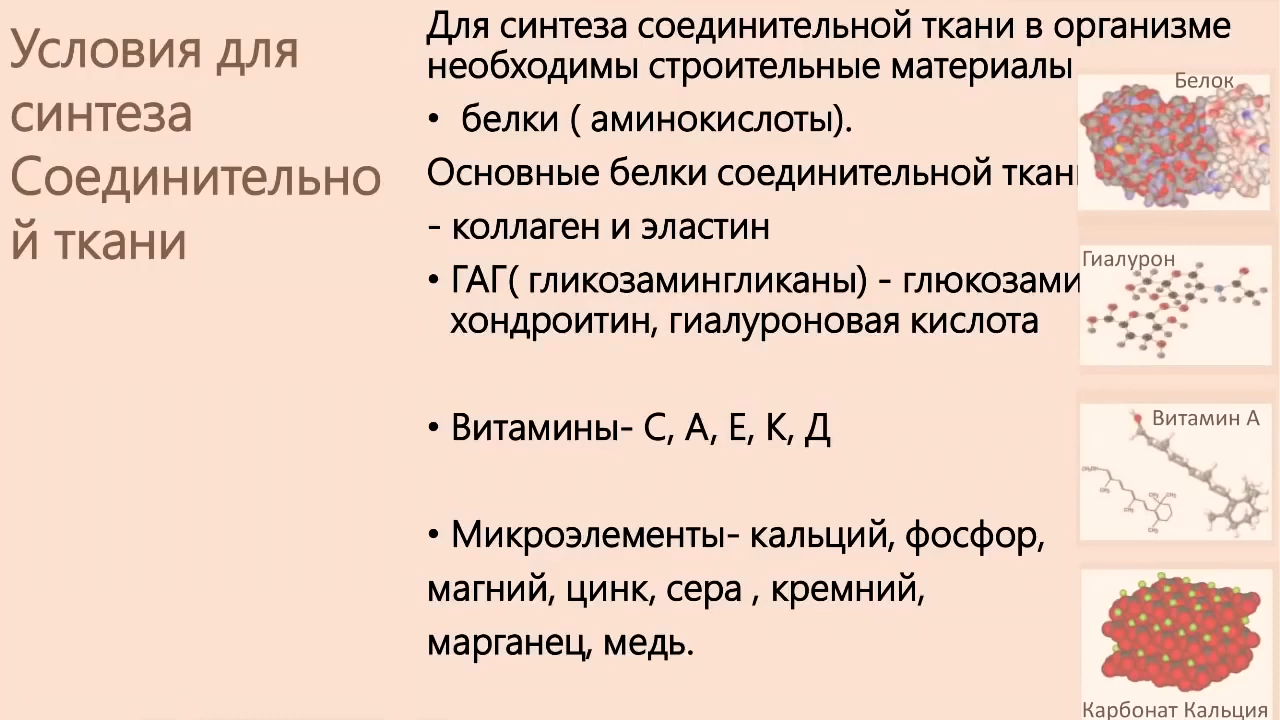 Условия для
синтеза
Соединительно
й ткани
Для синтеза соединительной ткани в организме
необходимы строительные материалы
• белки ( аминокислоты).
Основные белки соединительной ткан
- коллаген и эластин
• ГАГ( гликозамингликаны) - глюкозами
хондроитин, гиалуроновая кислота
• Витамины- С, А, Е, К, Д
• Микроэлементы- кальций, фосфор,
магний, цинк, сера , кремний,
марганец, медь.
Белок
Гиалурон
Витамин А
Карбонат Кальция